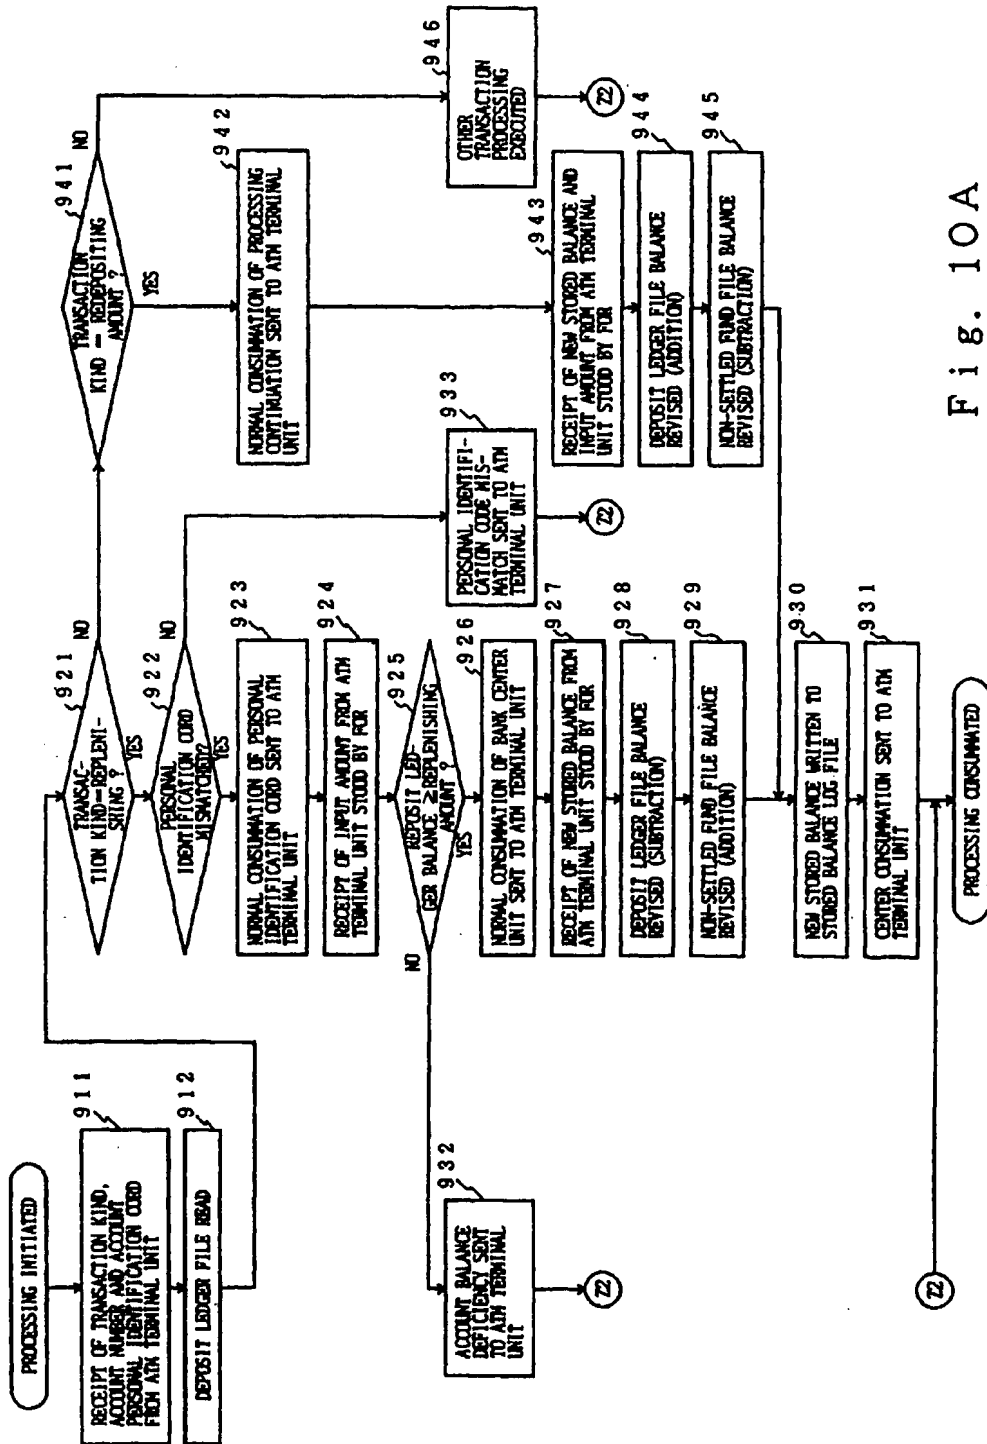 PROCESSING INITIATED
911
RECEIPT OF TRANSACTION KIND,
ACCOUNT NUMBER AND ACCOUNT
PERSONAL IDENTIFICATION CORD
FROM ATM TERMINAL UNIT
912
DEPOSIT LEDGER FILE READ
921
TRANSAC-
TION KIND=REPLENI-
SHING ?
NO
YES
922
PERSONAL
IDENTIFICATION CORD
MISMATCHED?
NO
YES
923
NORMAL CONSUMMATION OF PERSONAL
IDENTIFICATION CORD SENT TO ATM
TERMINAL UNIT
924
RECEIPT OF INPUT AMOUNT FROM ATM
TERMINAL UNIT STOOD BY FOR
925
DEPOSIT LED-
GER BALANCE ≥REPLENISHING
AMOUNT ?
NO
YES
926
NORMAL CONSUMMATION OF BANK CENTER
UNIT SENT TO ATM TERMINAL UNIT
927
RECEIPT OF NEW STORED BALANCE FROM
ATM TERMINAL UNIT STOOD BY FOR
928
DEPOSIT LEDGER FILE BALANCE
REVISED (SUBTRACTION)
929
NON-SETTLED FUND FILE BALANCE
REVISED (ADDITION)
930
NEW STORED BALANCE WRITTEN TO
STORED BALANCE LOG FILE
931
CENTER CONSUMMATION SENT TO ATM
TERMINAL UNIT
PROCESSING CONSUMMATED
932
ACCOUNT BALANCE
DEFICIENCY SENT
TO ATM TERMINAL
UNIT
Z2
Z2
933
PERSONAL IDENTIFI-
CATION CODE MIS-
MATCH SENT TO ATM
TERMINAL UNIT
Z2
941
TRANSACTION
KIND = REDEPOSITING
AMOUNT ?
NO
YES
942
NORMAL CONSUMMATION OF PROCESSING
CONTINUATION SENT TO ATM TERMINAL
UNIT
943
RECEIPT OF NEW STORED BALANCE AND
INPUT AMOUNT FROM ATM TERMINAL
UNIT STOOD BY FOR
944
DEPOSIT LEDGER FILE BALANCE
REVISED (ADDITION)
945
NON-SETTLED FUND FILE BALANCE
REVISED (SUBTRACTION)
946
OTHER
TRANSACTION
PROCESSING
EXECUTED
Z2
Fig. 10A